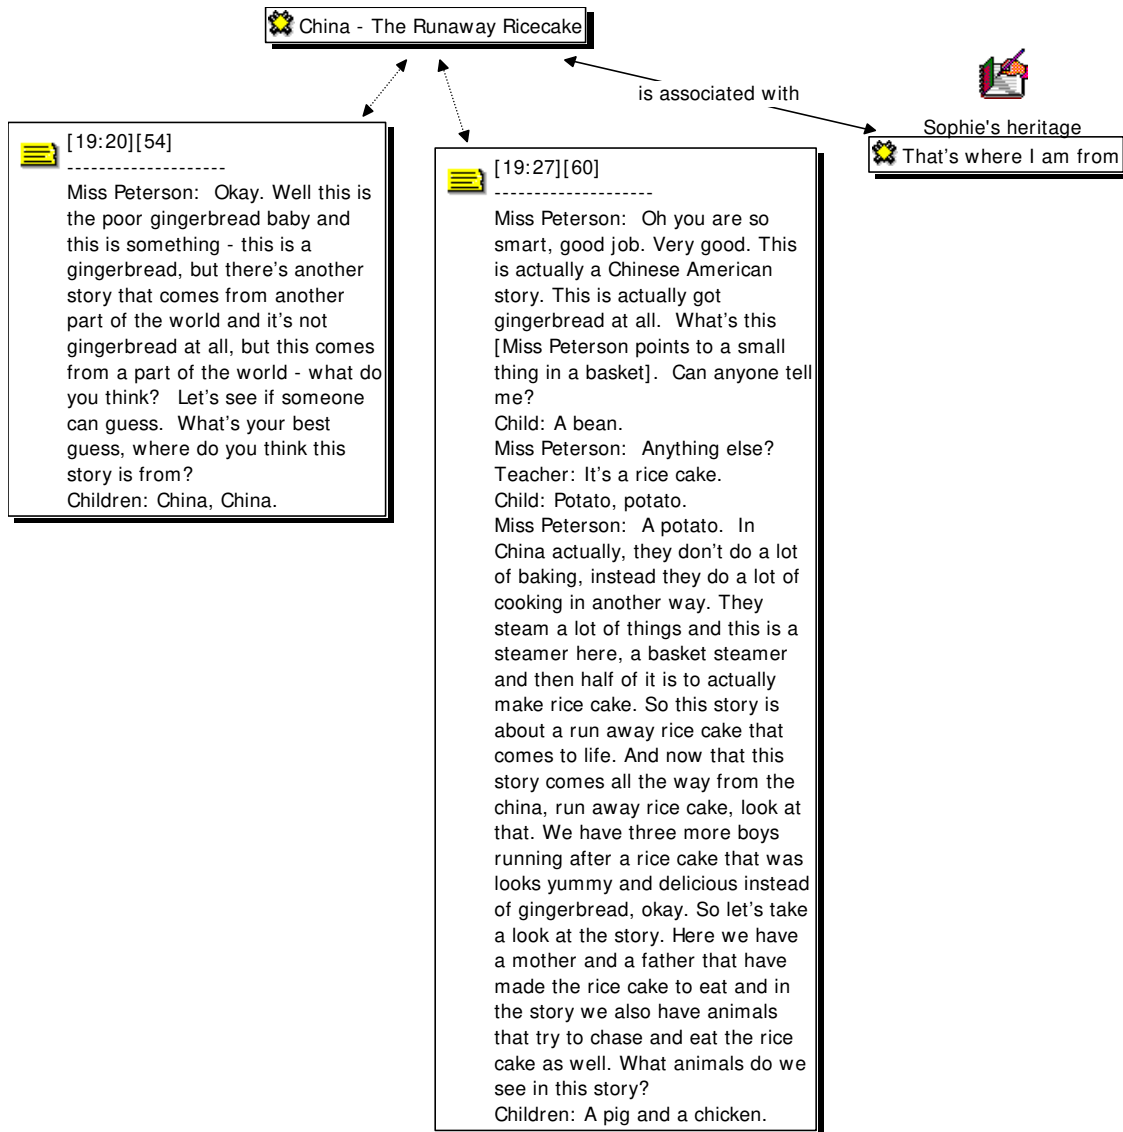 China - The Runaway Ricecake
is associated with
Sophie's heritage
That's where I am from
[19:20][54]
--------------------
Miss Peterson:  Okay. Well this is
the poor gingerbread baby and
this is something - this is a
gingerbread, but there's another
story that comes from another
part of the world and it's not
gingerbread at all, but this comes
from a part of the world - what do
you think?  Let's see if someone
can guess.  What's your best
guess, where do you think this
story is from?
Children: China, China.
[19:27][60]
--------------------
Miss Peterson:  Oh you are so
smart, good job. Very good. This
is actually a Chinese American
story. This is actually got
gingerbread at all.  What's this
[Miss Peterson points to a small
thing in a basket].  Can anyone tell
me?
Child: A bean.
Miss Peterson:  Anything else?
Teacher: It's a rice cake.
Child: Potato, potato.
Miss Peterson:  A potato.  In
China actually, they don't do a lot
of baking, instead they do a lot of
cooking in another way. They
steam a lot of things and this is a
steamer here, a basket steamer
and then half of it is to actually
make rice cake. So this story is
about a run away rice cake that
comes to life. And now that this
story comes all the way from the
china, run away rice cake, look at
that. We have three more boys
running after a rice cake that was
looks yummy and delicious instead
of gingerbread, okay. So let's take
a look at the story. Here we have
a mother and a father that have
made the rice cake to eat and in
the story we also have animals
that try to chase and eat the rice
cake as well. What animals do we
see in this story?
Children: A pig and a chicken.